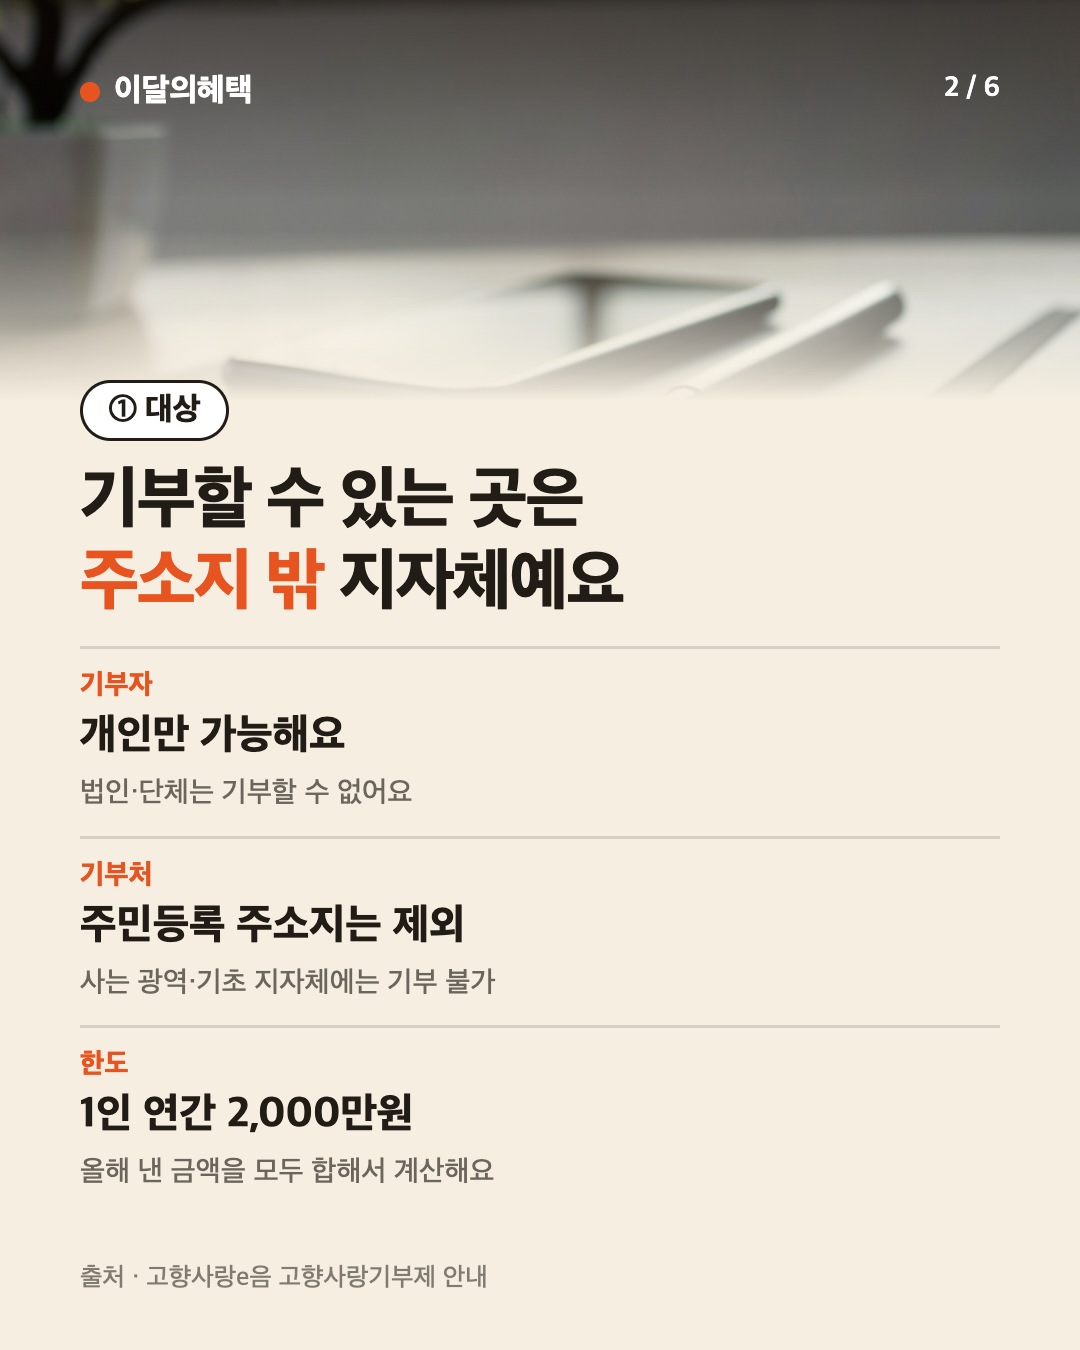 이달의혜택
2 / 6
① 대상
기부할 수 있는 곳은
주소지 밖 지자체예요
기부자
개인만 가능해요
법인·단체는 기부할 수 없어요
기부처
주민등록 주소지는 제외
사는 광역·기초 지자체에는 기부 불가
한도
1인 연간 2,000만원
올해 낸 금액을 모두 합해서 계산해요
출처 · 고향사랑e음 고향사랑기부제 안내